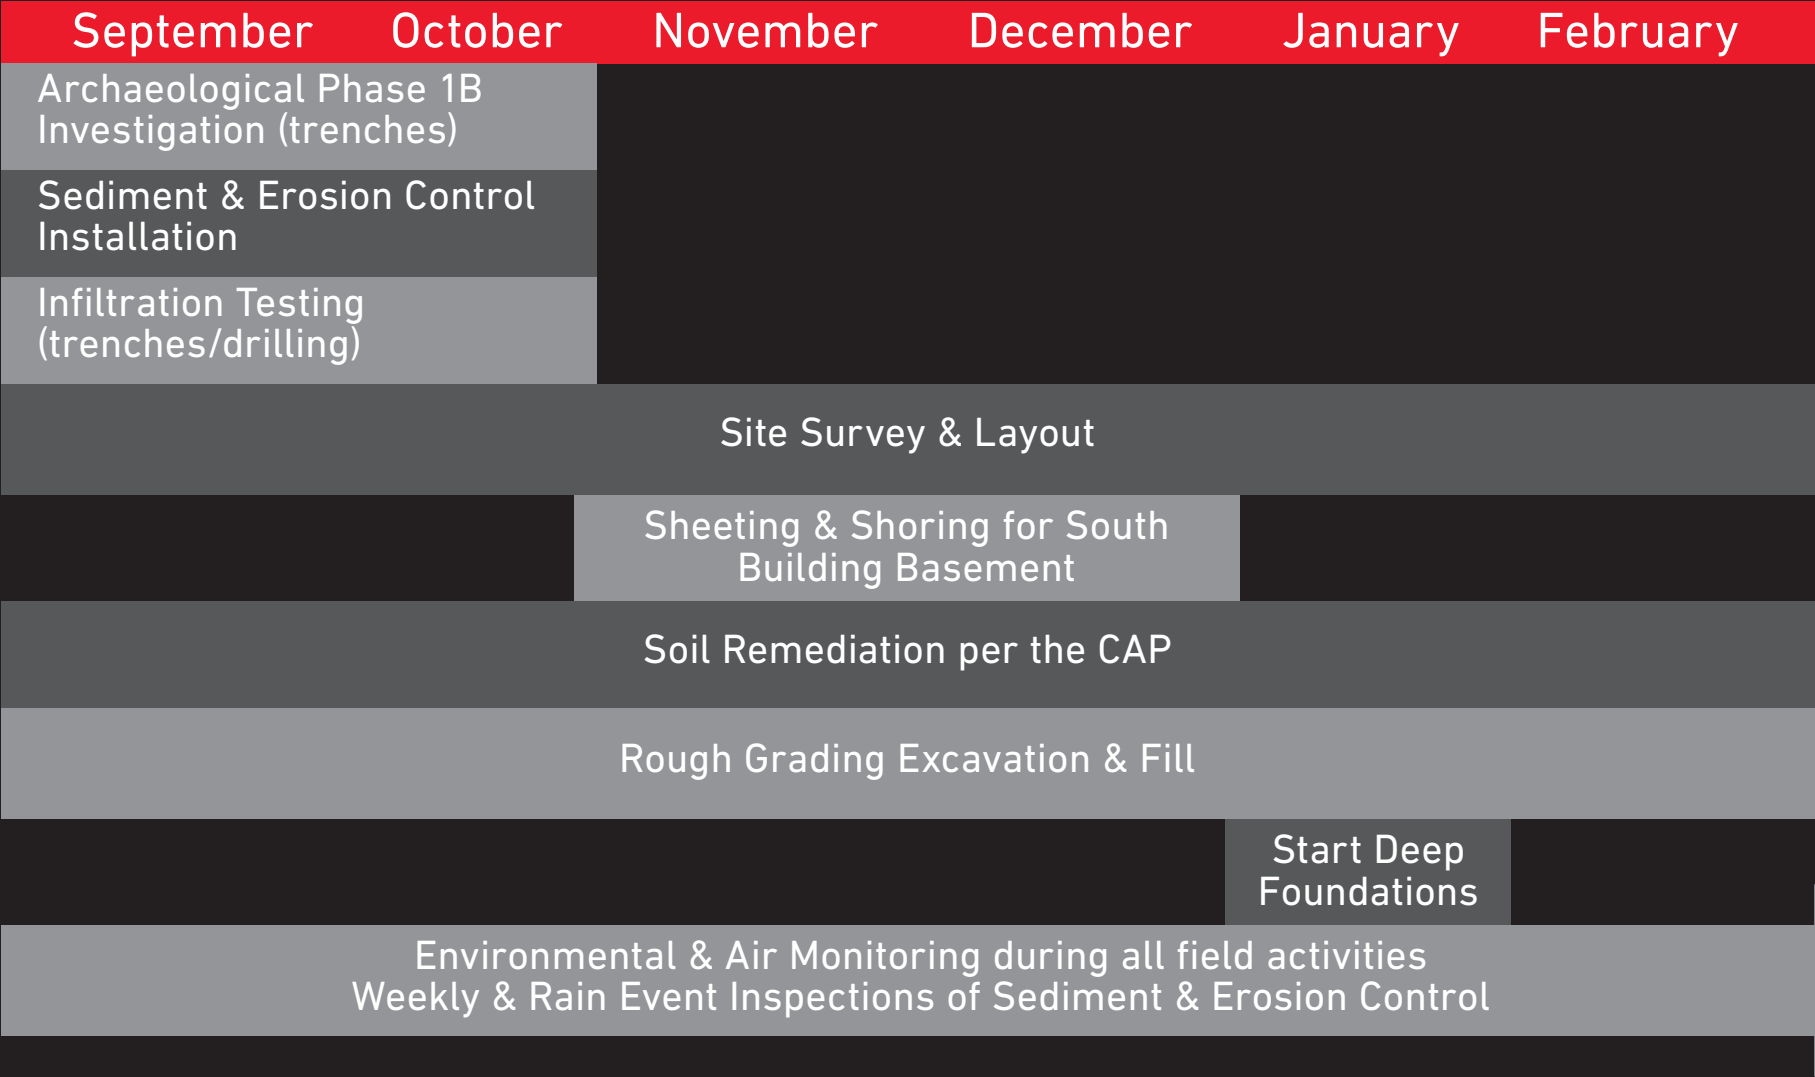 September October November December January February
Archaeological Phase 1B
Investigation (trenches)
Sediment & Erosion Control
Installation
Infiltration Testing
(trenches/drilling)
Site Survey & Layout
Sheeting & Shoring for South
Building Basement
Soil Remediation per the CAP
Rough Grading Excavation & Fill
Start Deep
Foundations
Environmental & Air Monitoring during all field activities
Weekly & Rain Event Inspections of Sediment & Erosion Control